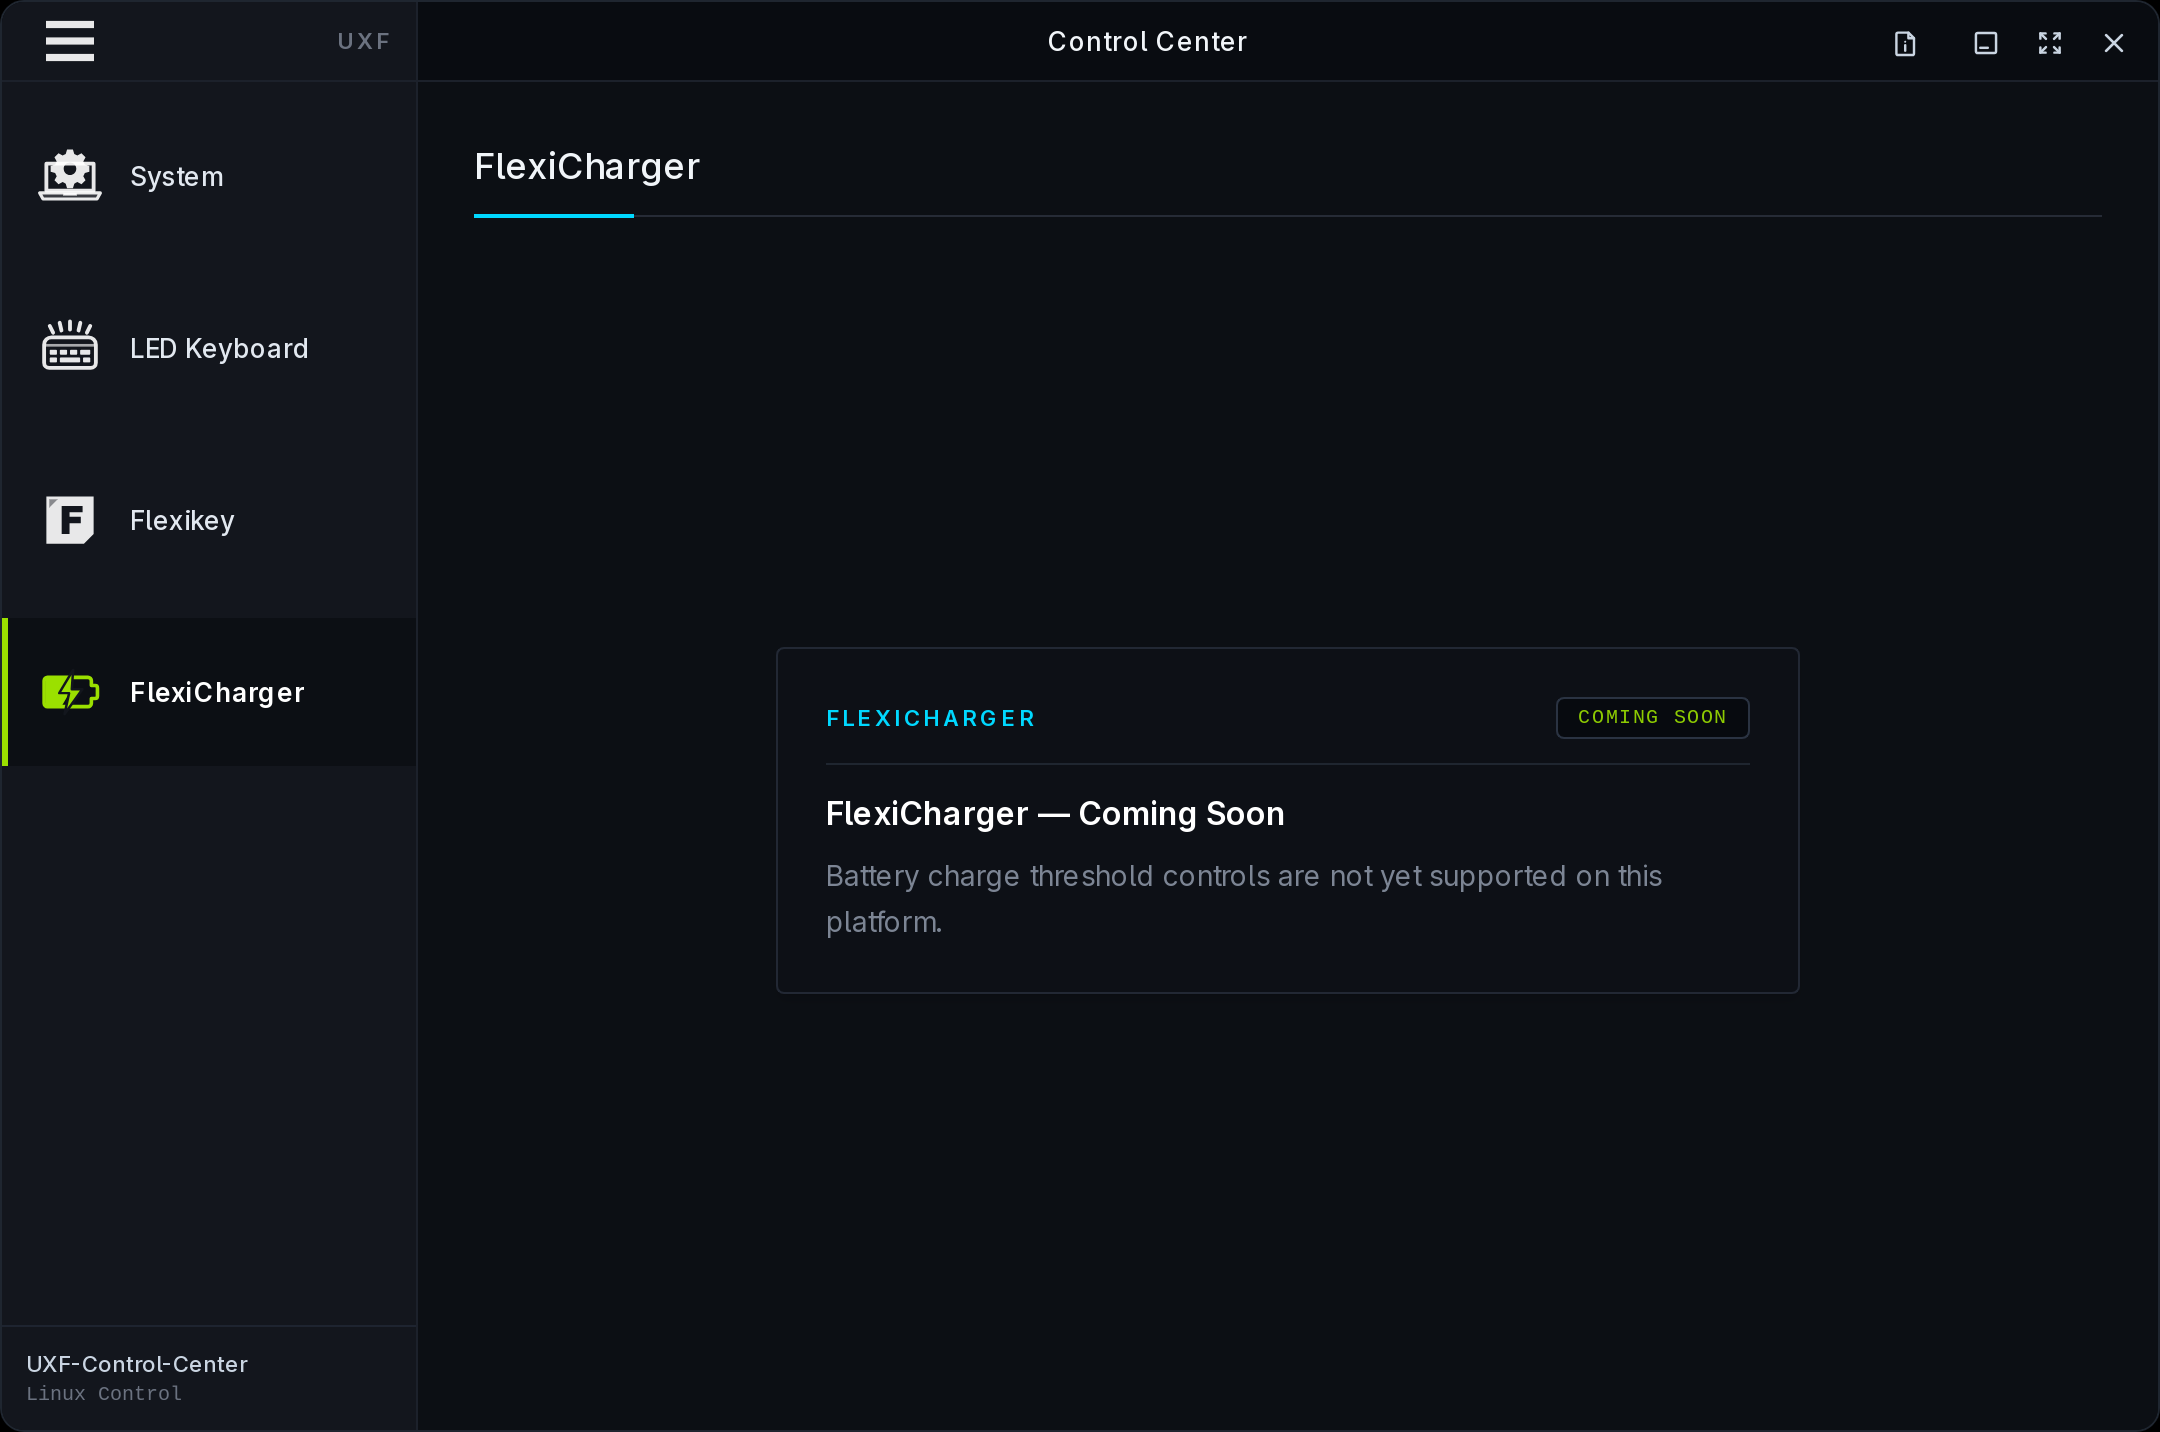 UXF
Control Center
System
LED Keyboard
F
Flexikey
FlexiCharger
FlexiCharger
FLEXICHARGER
COMING SOON
FlexiCharger — Coming Soon
Battery charge threshold controls are not yet supported on this
platform.
UXF-Control-Center
Linux Control